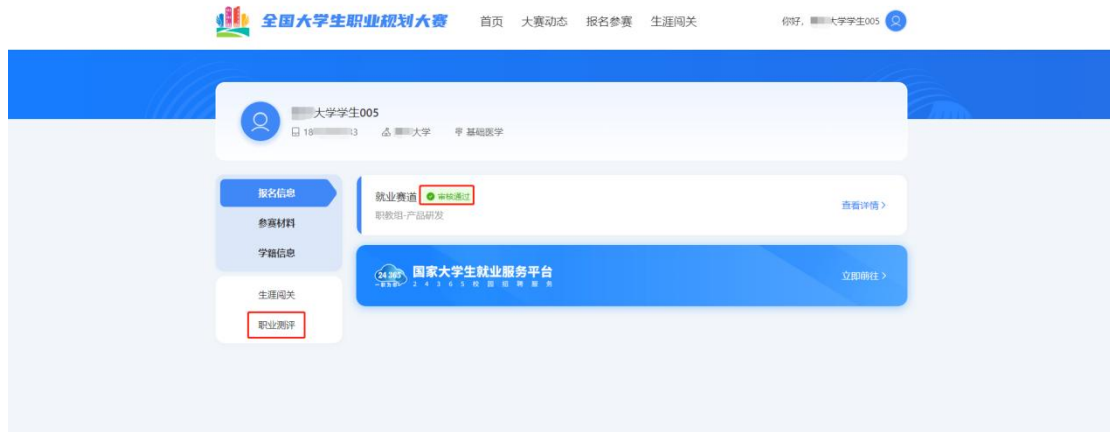 全国大学生职业规划大赛 首页 大赛动态 报名参赛 生涯闯关 你好, 大学学生005
大学学生005
18 13 大学 基础医学
报名信息
参赛材料
学籍信息
生涯闯关
职业测评
就业赛道 审核通过
职教组-产品研发
查看详情 >
24365 国家大学生就业服务平台
24365校园招聘服务
立即前往 >